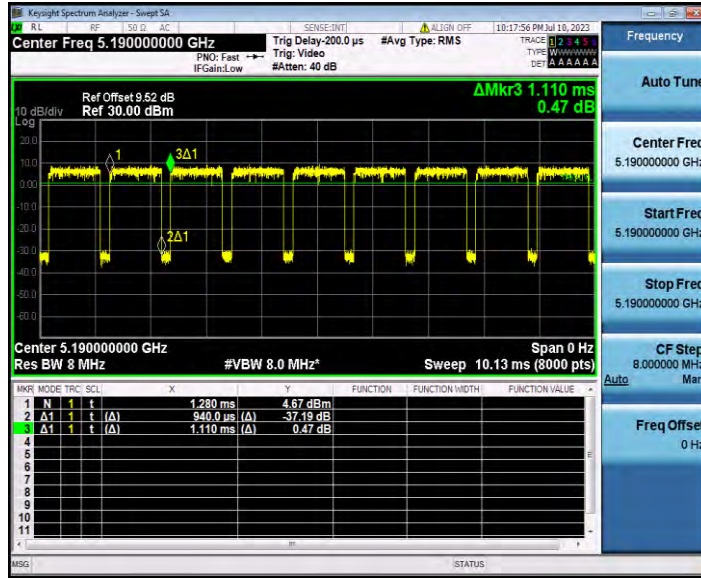 Keysight Spectrum Analyzer - Swept SA
RL RF 50 Ω AC SENSE:INT ALIGN OFF 10:17:56 PM Jul 10, 2023
Center Freq 5.190000000 GHz
PNO: Fast
IFGain:Low
Trig Delay-200.0 µs
Trig: Video
#Atten: 40 dB
#Avg Type: RMS
TRACE 1 2 3 4 5 6
TYPE W
DET A A A A A A
Ref Offset 9.52 dB
10 dB/div Ref 30.00 dBm
Log
ΔMkr3 1.110 ms
0.47 dB
20.0
10.0
0.00
-10.0
-20.0
-30.0
-40.0
-50.0
-60.0
1
3Δ1
2Δ1
Center 5.190000000 GHz Span 0 Hz
Res BW 8 MHz #VBW 8.0 MHz* Sweep 10.13 ms (8000 pts)
MKR MODE TRC SCL X Y FUNCTION FUNCTION WIDTH FUNCTION VALUE
1 N 1 t 1.280 ms 4.67 dBm
2 Δ1 1 t (Δ) 940.0 µs (Δ) -37.19 dB
3 Δ1 1 t (Δ) 1.110 ms (Δ) 0.47 dB
4
5
6
7
8
9
10
11
MSG STATUS
Frequency
Auto Tune
Center Freq
5.190000000 GHz
Start Freq
5.190000000 GHz
Stop Freq
5.190000000 GHz
CF Step
8.000000 MHz
Auto Man
Freq Offset
0 Hz